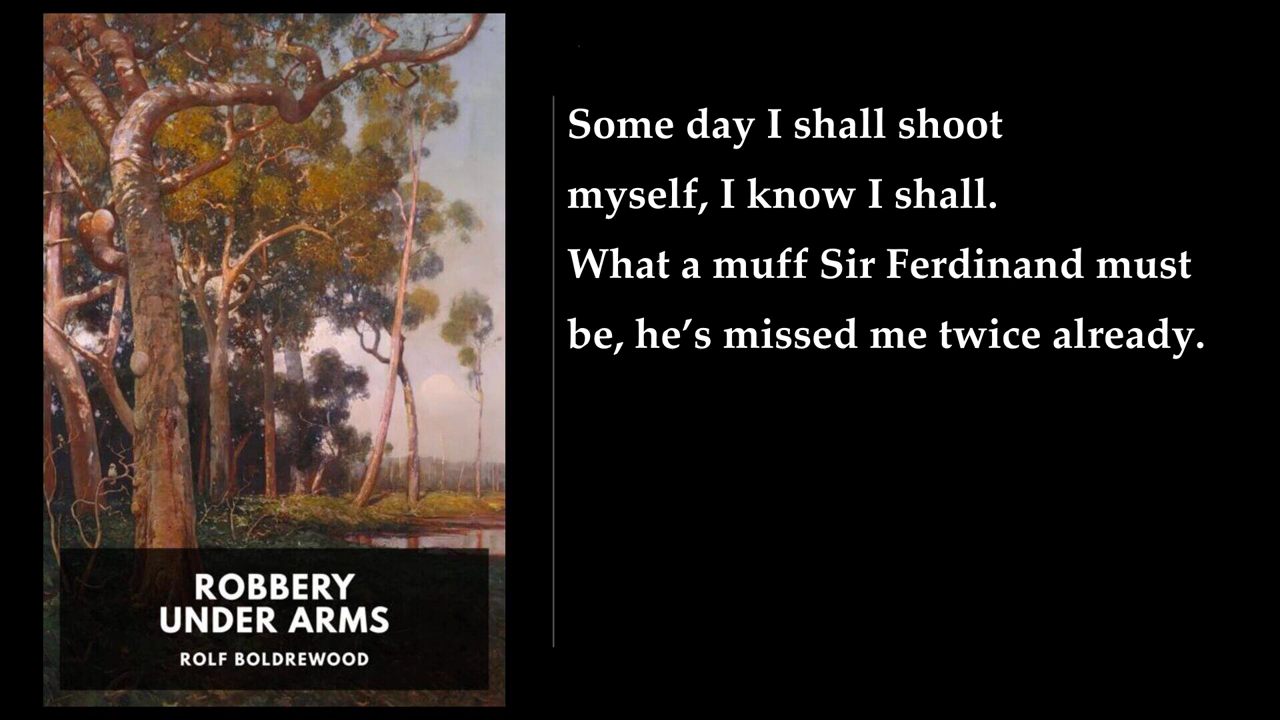 Some day I shall shoot
myself, I know I shall.
What a muff Sir Ferdinand must
be, he’s missed me twice already.
ROBBERY
UNDER ARMS
ROLF BOLDREWOOD